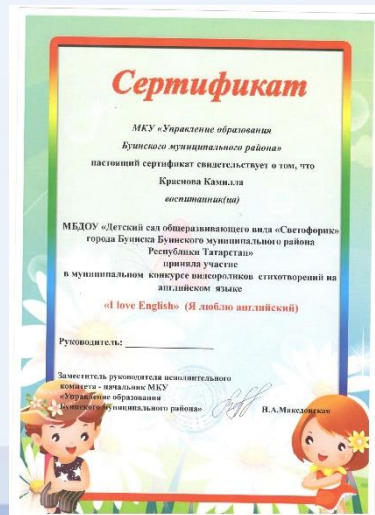 Сертификат
МКУ «Управление образования
Буинского муниципального района»
настоящий сертификат свидетельствует о том, что
Краснова Камилла
воспитанник(ца)
МБДОУ «Детский сад общеразвивающего вида «Светофорик»
города Буинска Буинского муниципального района
Республики Татарстан»
приняла участие
в муниципальном конкурсе видеороликов стихотворений на
английском языке
«I love English» (Я люблю английский)
Руководитель: _______________
Заместитель руководителя исполнительного
комитета - начальник МКУ
«Управление образования
Буинского муниципального района»
Н.А.Македонская